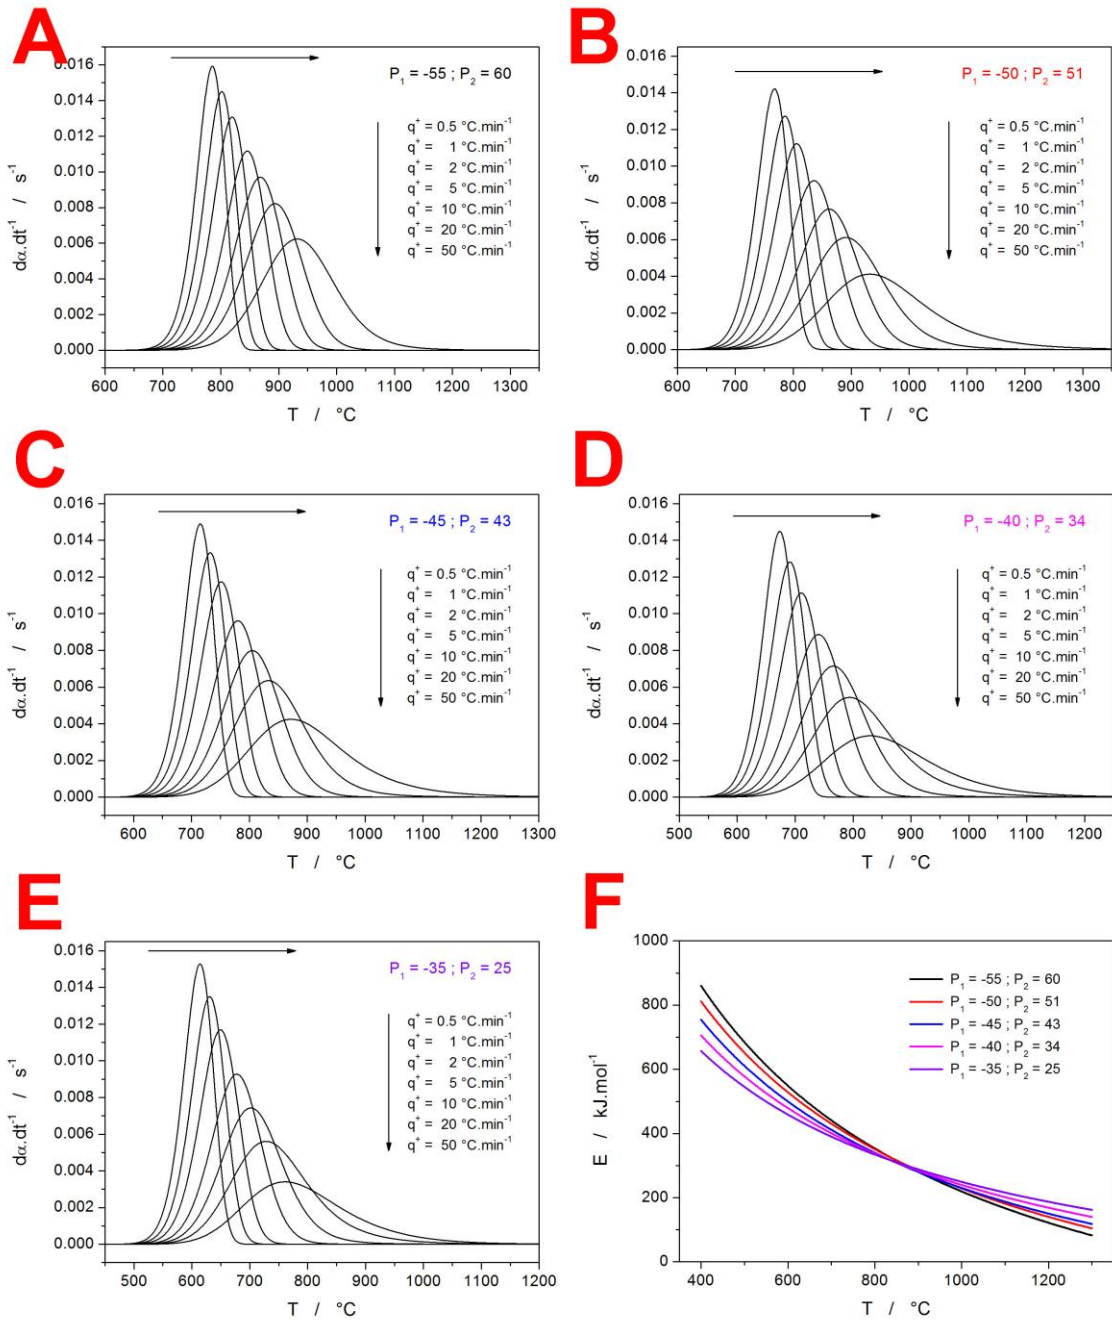 A
P₁ = -55 ; P₂ = 60
q⁺ = 0.5 °C.min⁻¹
q⁺ = 1 °C.min⁻¹
q⁺ = 2 °C.min⁻¹
q⁺ = 5 °C.min⁻¹
q⁺ = 10 °C.min⁻¹
q⁺ = 20 °C.min⁻¹
q⁺ = 50 °C.min⁻¹
0.016
0.014
0.012
0.010
0.008
0.006
0.004
0.002
0.000
dα.dt⁻¹ / s⁻¹
600 700 800 900 1000 1100 1200 1300
T / °C
B
P₁ = -50 ; P₂ = 51
q⁺ = 0.5 °C.min⁻¹
q⁺ = 1 °C.min⁻¹
q⁺ = 2 °C.min⁻¹
q⁺ = 5 °C.min⁻¹
q⁺ = 10 °C.min⁻¹
q⁺ = 20 °C.min⁻¹
q⁺ = 50 °C.min⁻¹
0.016
0.014
0.012
0.010
0.008
0.006
0.004
0.002
0.000
dα.dt⁻¹ / s⁻¹
600 700 800 900 1000 1100 1200 1300
T / °C
C
P₁ = -45 ; P₂ = 43
q⁺ = 0.5 °C.min⁻¹
q⁺ = 1 °C.min⁻¹
q⁺ = 2 °C.min⁻¹
q⁺ = 5 °C.min⁻¹
q⁺ = 10 °C.min⁻¹
q⁺ = 20 °C.min⁻¹
q⁺ = 50 °C.min⁻¹
0.016
0.014
0.012
0.010
0.008
0.006
0.004
0.002
0.000
dα.dt⁻¹ / s⁻¹
600 700 800 900 1000 1100 1200 1300
T / °C
D
P₁ = -40 ; P₂ = 34
q⁺ = 0.5 °C.min⁻¹
q⁺ = 1 °C.min⁻¹
q⁺ = 2 °C.min⁻¹
q⁺ = 5 °C.min⁻¹
q⁺ = 10 °C.min⁻¹
q⁺ = 20 °C.min⁻¹
q⁺ = 50 °C.min⁻¹
0.016
0.014
0.012
0.010
0.008
0.006
0.004
0.002
0.000
dα.dt⁻¹ / s⁻¹
500 600 700 800 900 1000 1100 1200
T / °C
E
P₁ = -35 ; P₂ = 25
q⁺ = 0.5 °C.min⁻¹
q⁺ = 1 °C.min⁻¹
q⁺ = 2 °C.min⁻¹
q⁺ = 5 °C.min⁻¹
q⁺ = 10 °C.min⁻¹
q⁺ = 20 °C.min⁻¹
q⁺ = 50 °C.min⁻¹
0.016
0.014
0.012
0.010
0.008
0.006
0.004
0.002
0.000
dα.dt⁻¹ / s⁻¹
500 600 700 800 900 1000 1100 1200
T / °C
F
P₁ = -55 ; P₂ = 60
P₁ = -50 ; P₂ = 51
P₁ = -45 ; P₂ = 43
P₁ = -40 ; P₂ = 34
P₁ = -35 ; P₂ = 25
1000
800
600
400
200
0
E / kJ.mol⁻¹
400 600 800 1000 1200
T / °C